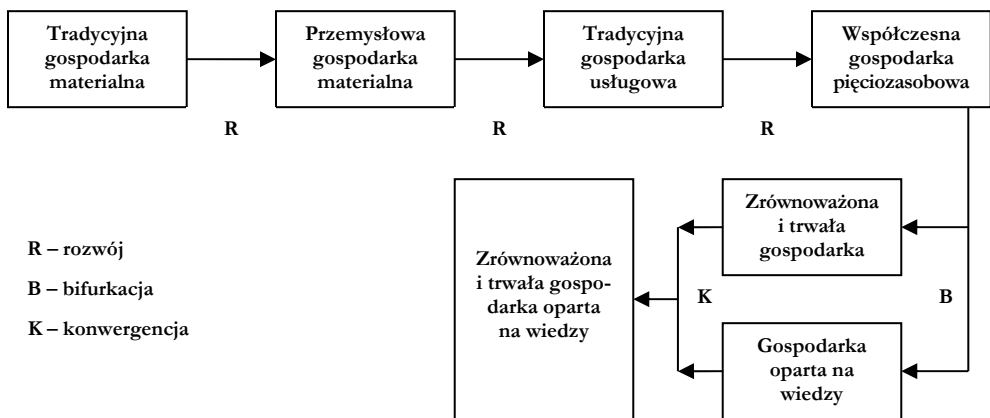 Tradycyjna
gospodarka
materialna
Przemysłowa
gospodarka
materialna
Tradycyjna
gospodarka
usługowa
Współczesna
gospodarka
pięciozasobowa
R
R
R
Zrównoważona
i trwała
gospodarka
R – rozwój
B – bifurkacja
K – konwergencja
Zrównoważona
i trwała gospo-
darka oparta
na wiedzy
K
B
Gospodarka
oparta na
wiedzy